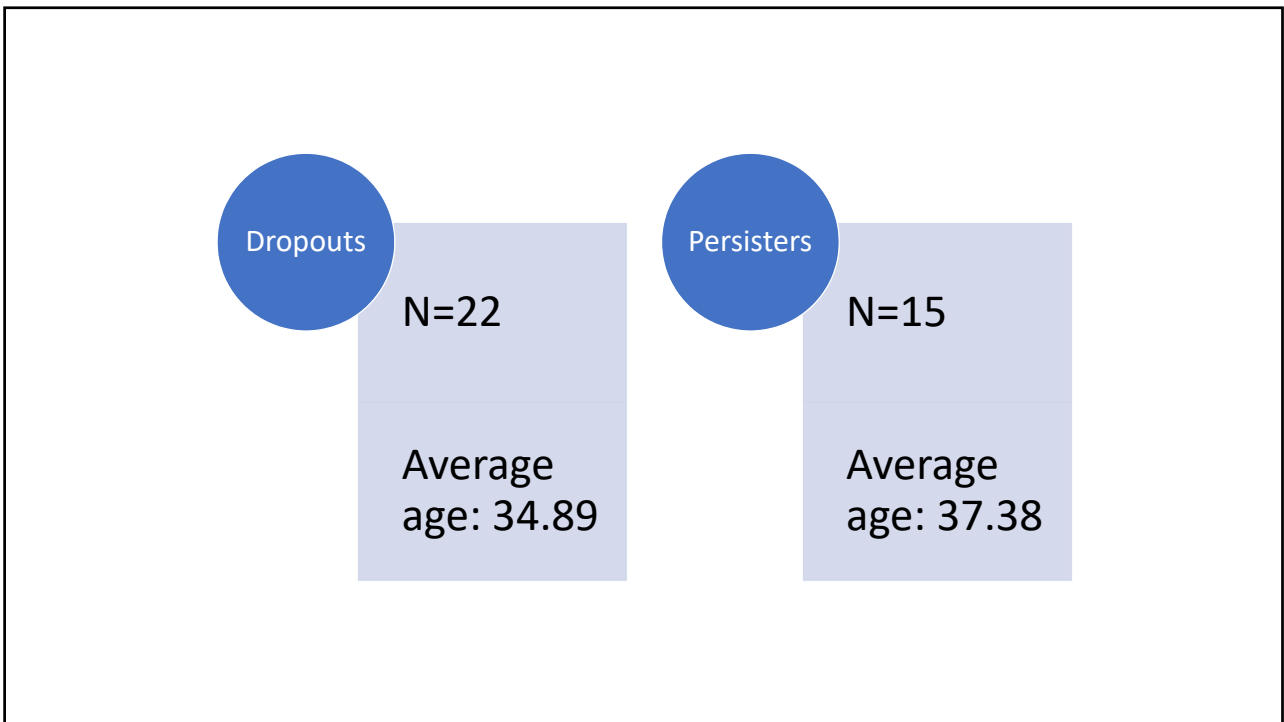 Dropouts
N=22
Average
age: 34.89
Persisters
N=15
Average
age: 37.38